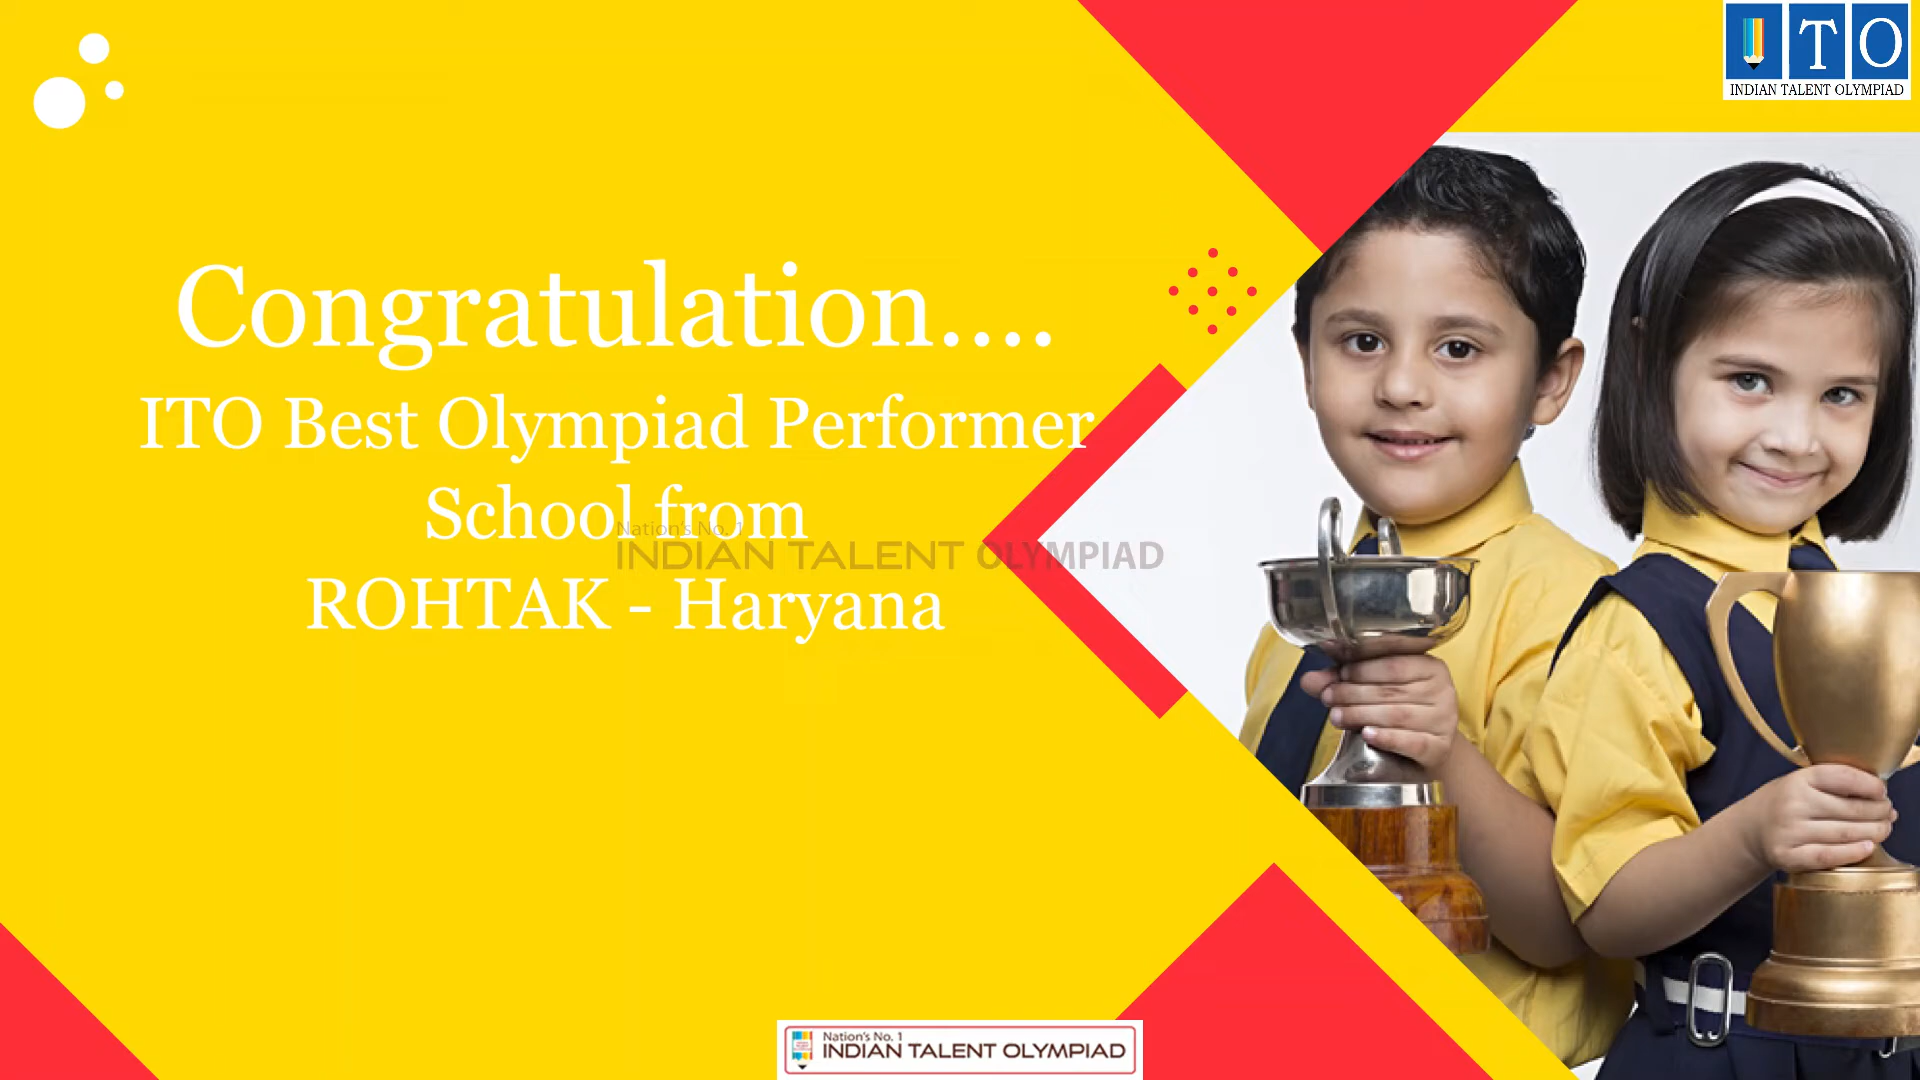 ITO
INDIAN TALENT OLYMPIAD
Congratulation....
ITO Best Olympiad Performer
School from
ROHTAK - Haryana
Nation's No. 1
INDIAN TALENT OLYMPIAD
Nation's No. 1
INDIAN TALENT OLYMPIAD